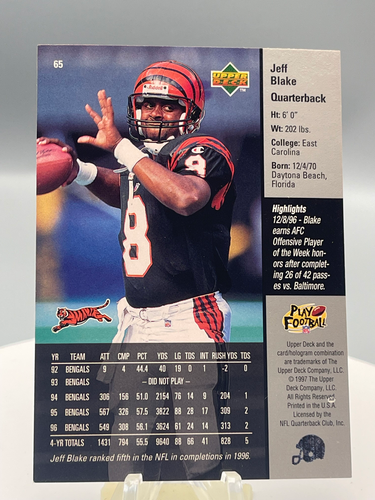 65
UPPER
DECK
TM
Riddell
C
8
8
Jeff
Blake
Quarterback
Ht: 6' 0"
Wt: 202 lbs.
College: East
Carolina
Born: 12/4/70
Daytona Beach,
Florida
Highlights
12/8/96 - Blake
earns AFC
Offensive Player
of the Week hon-
ors after complet-
ing 26 of 42 pass-
es vs. Baltimore.
PLAY
FOOTBALL
Upper Deck and the
card/hologram combination
are trademarks of The
Upper Deck Company, LLC.
© 1997 The Upper
Deck Company, LLC.
All Rights Reserved.
Printed in the U.S.A.
Licensed by the
NFL Quarterback Club, Inc.
YR TEAM ATT CMP PCT YDS LG TDS INT RUSH YDS TDS
92 BENGALS 9 4 44.4 40 19 0 1 -2 0
93 BENGALS — DID NOT PLAY —
94 BENGALS 306 156 51.0 2154 76 14 9 204 1
95 BENGALS 567 326 57.5 3822 88 28 17 309 2
96 BENGALS 549 308 56.1 3624 61 24 14 313 2
4-YR TOTALS 1431 794 55.5 9640 88 66 41 828 5
Jeff Blake ranked fifth in the NFL in completions in 1996.